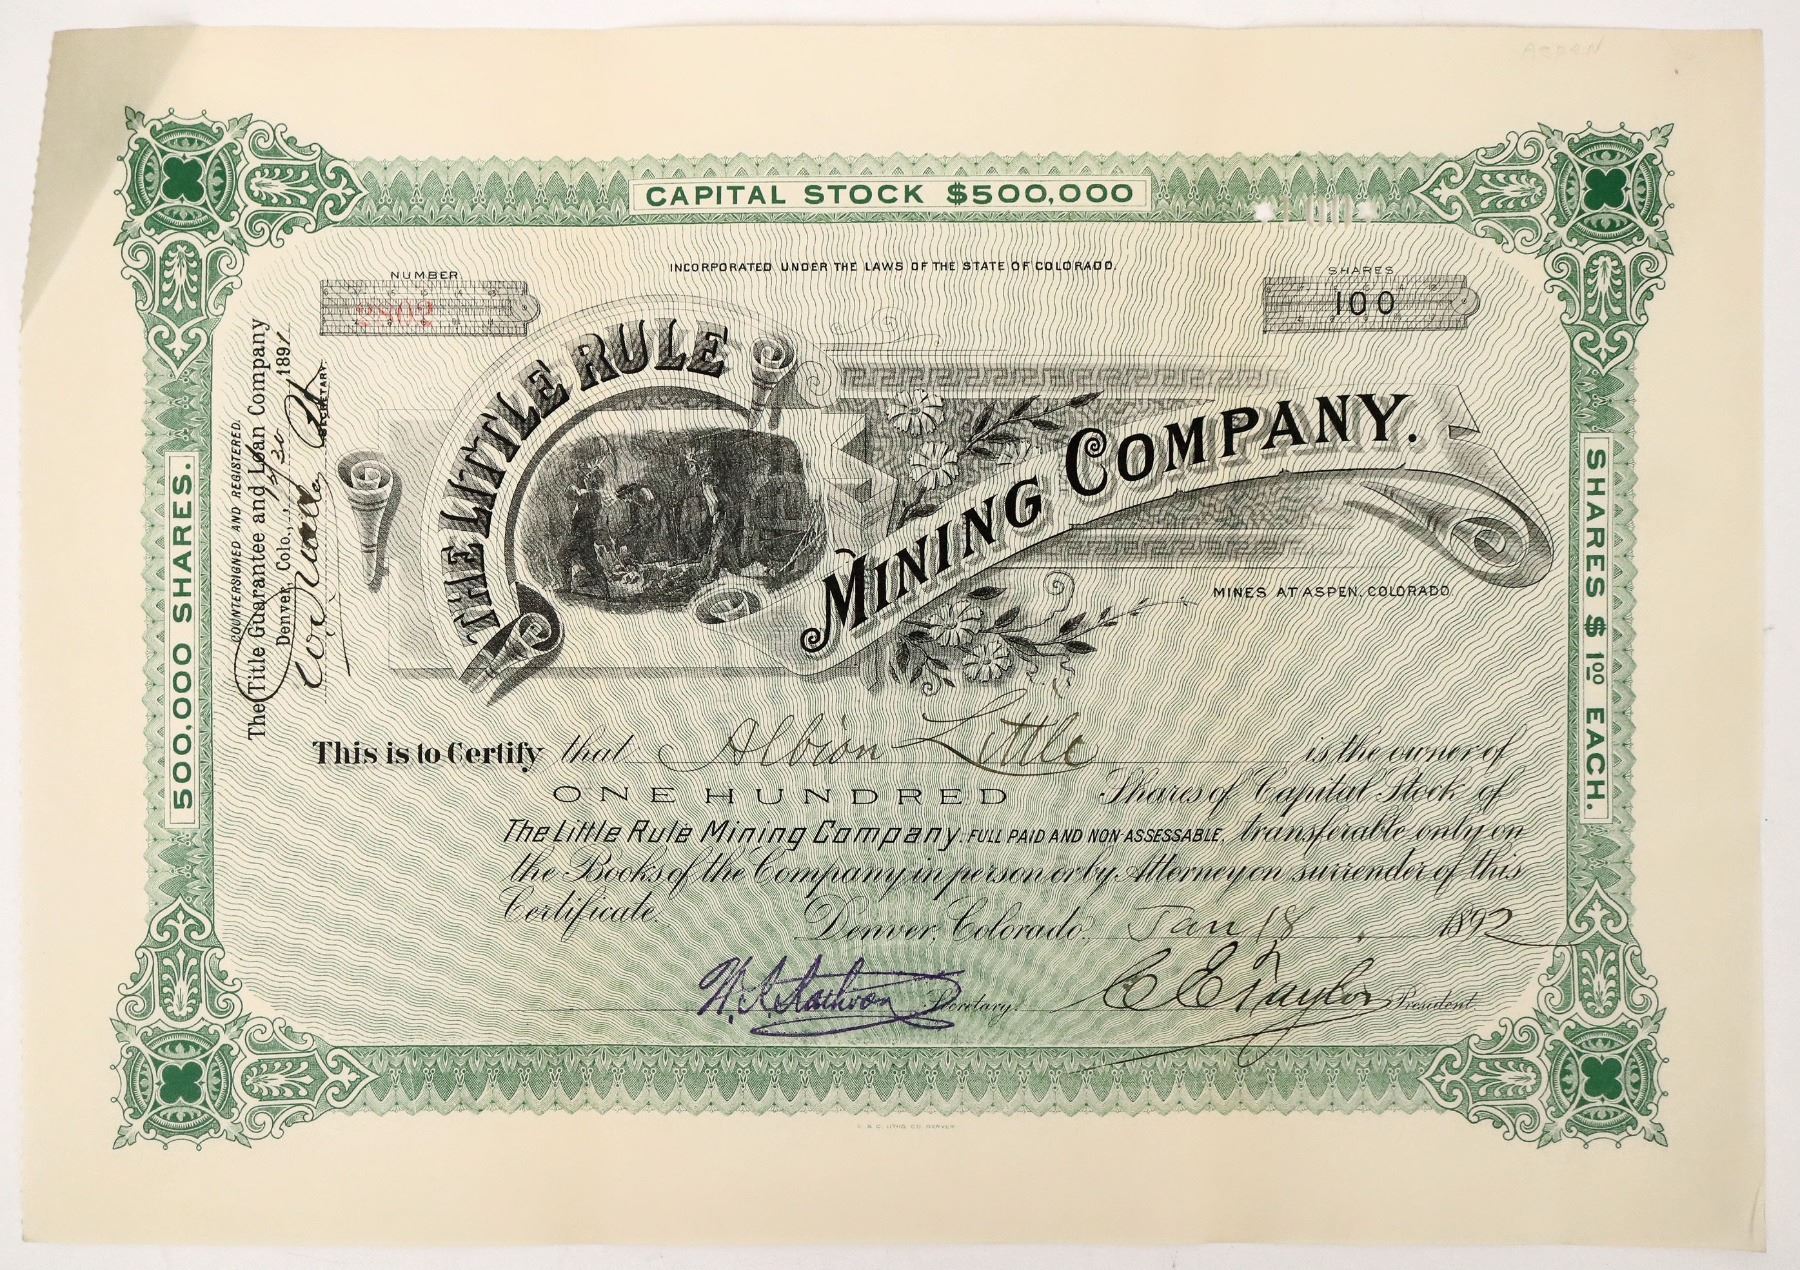 ASPEN
CAPITAL STOCK $500,000
*100*
INCORPORATED UNDER THE LAWS OF THE STATE OF COLORADO.
NUMBER
SHARES
100
THE LITTLE RULE
MINING COMPANY.
MINES AT ASPEN, COLORADO
500,000 SHARES.
SHARES $1.00 EACH.
COUNTERSIGNED AND REGISTERED.
The Title Guarantee and Loan Company
Denver, Colo., 1891
SECRETARY.
This is to Certify that Albion Little is the owner of
ONE HUNDRED Shares of Capital Stock of
The Little Rule Mining Company, FULL PAID AND NON-ASSESSABLE, transferable only on
the Books of the Company in person or by Attorney on surrender of this
Certificate.
Denver, Colorado, Jan 18, 1892
Secretary. C E Taylor President.